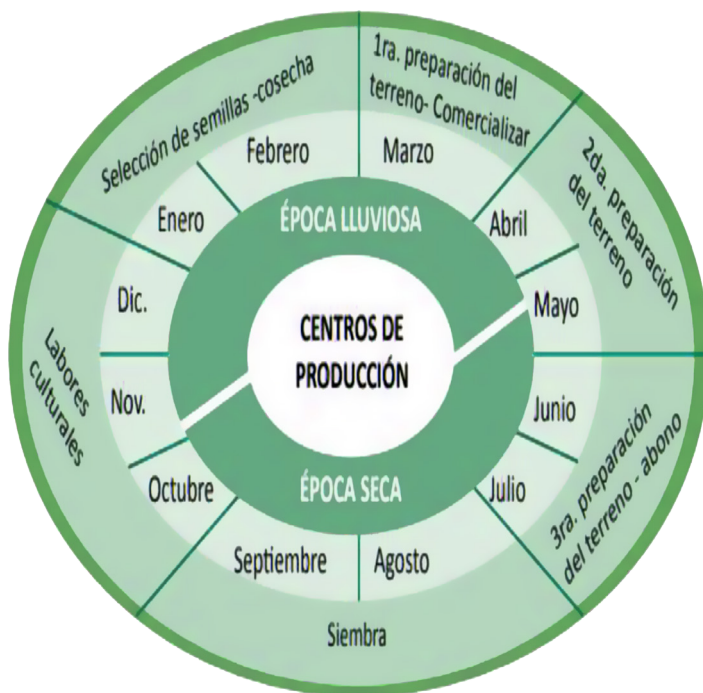 Selección de semillas -cosecha
1ra. preparación del
terreno- Comercializar
2da. preparación
del terreno
3ra. preparación
del terreno - abono
Siembra
Labores
culturales
Enero
Febrero
Marzo
Abril
Mayo
Junio
Julio
Agosto
Septiembre
Octubre
Nov.
Dic.
ÉPOCA LLUVIOSA
CENTROS DE
PRODUCCIÓN
ÉPOCA SECA